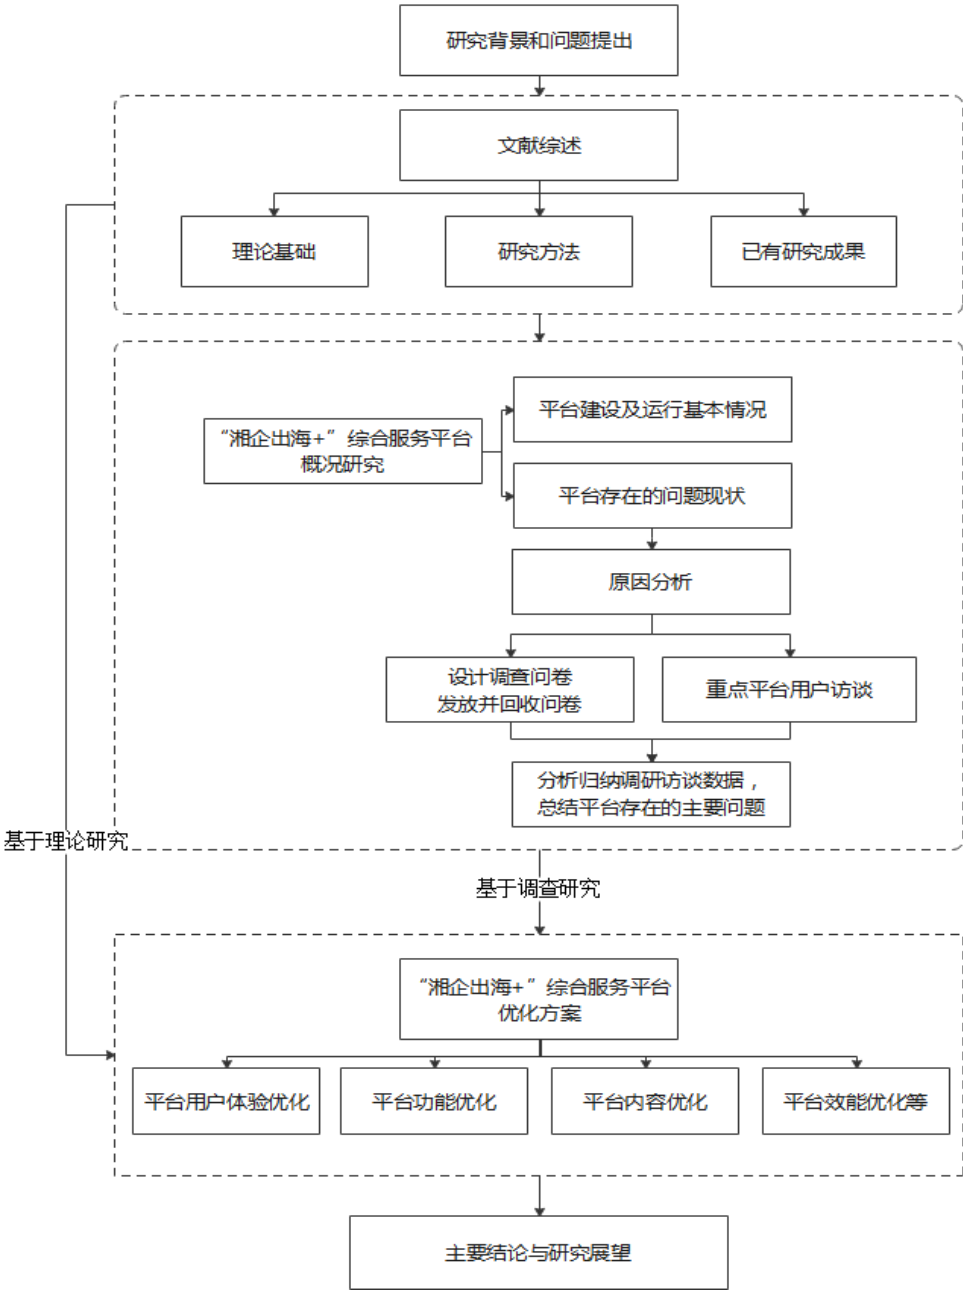 研究背景和问题提出
文献综述
理论基础
研究方法
已有研究成果
“湘企出海+”综合服务平台
概况研究
平台建设及运行基本情况
平台存在的问题现状
原因分析
设计调查问卷
发放并回收问卷
重点平台用户访谈
分析归纳调研访谈数据，
总结平台存在的主要问题
基于理论研究
基于调查研究
“湘企出海+”综合服务平台
优化方案
平台用户体验优化
平台功能优化
平台内容优化
平台效能优化等
主要结论与研究展望